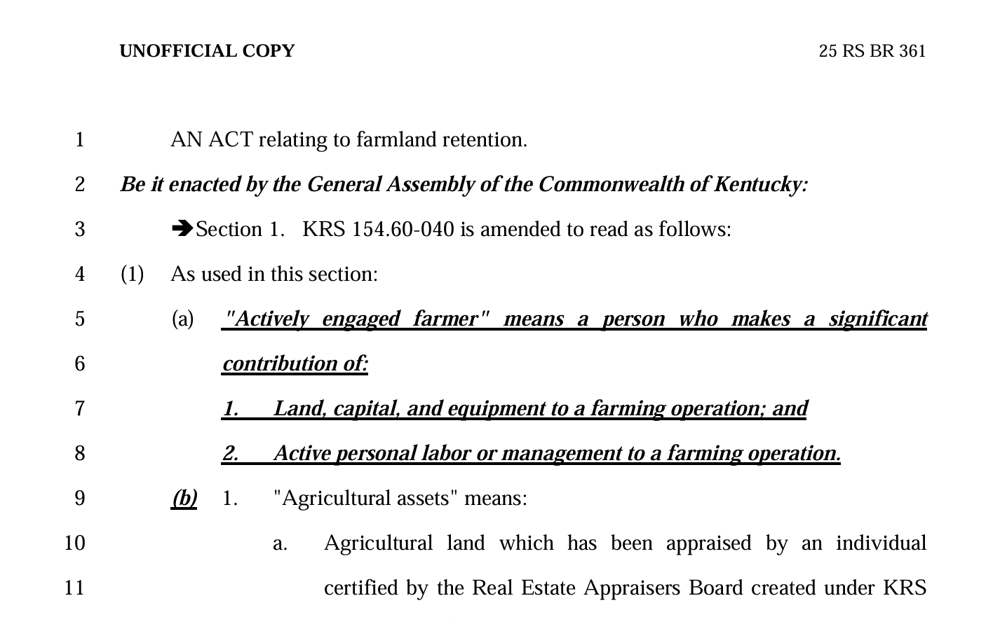 UNOFFICIAL COPY 25 RS BR 361
1 AN ACT relating to farmland retention.
2 Be it enacted by the General Assembly of the Commonwealth of Kentucky:
3 ➔Section 1. KRS 154.60-040 is amended to read as follows:
4 (1) As used in this section:
5 (a) "Actively engaged farmer" means a person who makes a significant
6 contribution of:
7 1. Land, capital, and equipment to a farming operation; and
8 2. Active personal labor or management to a farming operation.
9 (b) 1. "Agricultural assets" means:
10 a. Agricultural land which has been appraised by an individual
11 certified by the Real Estate Appraisers Board created under KRS